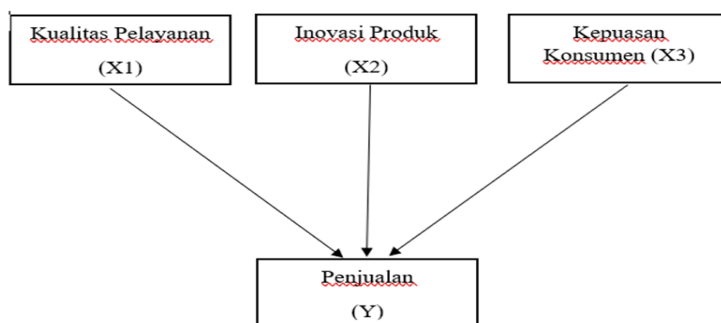 Kualitas Pelayanan
(X1)
Inovasi Produk
(X2)
Kepuasan
Konsumen (X3)
Penjualan
(Y)